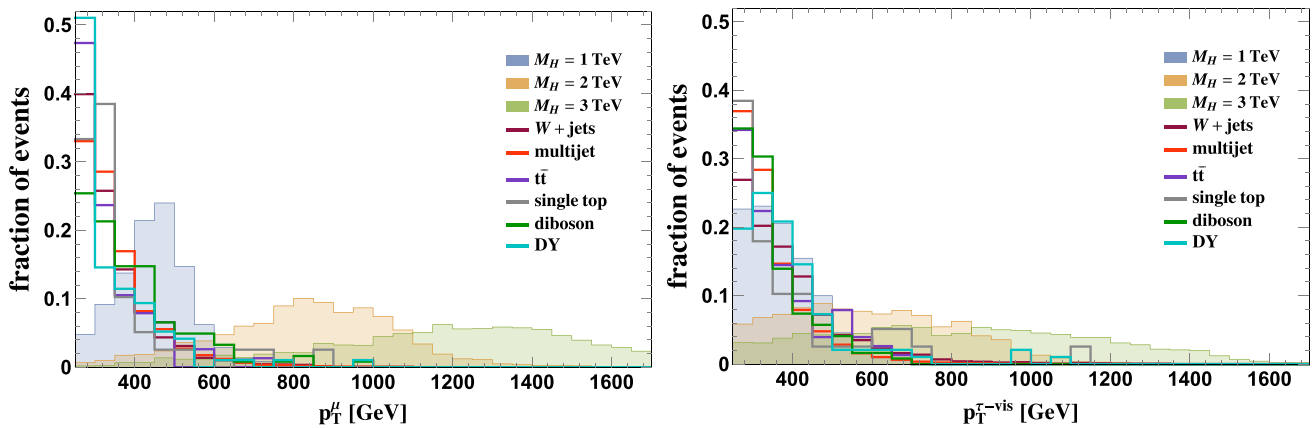 0.5
0.4
0.3
0.2
0.1
0
fraction of events
M_H = 1 TeV
M_H = 2 TeV
M_H = 3 TeV
W + jets
multijet
tt̄
single top
diboson
DY
400 600 800 1000 1200 1400 1600
p_T^μ [GeV]
0.5
0.4
0.3
0.2
0.1
0
fraction of events
M_H = 1 TeV
M_H = 2 TeV
M_H = 3 TeV
W + jets
multijet
tt̄
single top
diboson
DY
400 600 800 1000 1200 1400 1600
p_T^{τ−vis} [GeV]